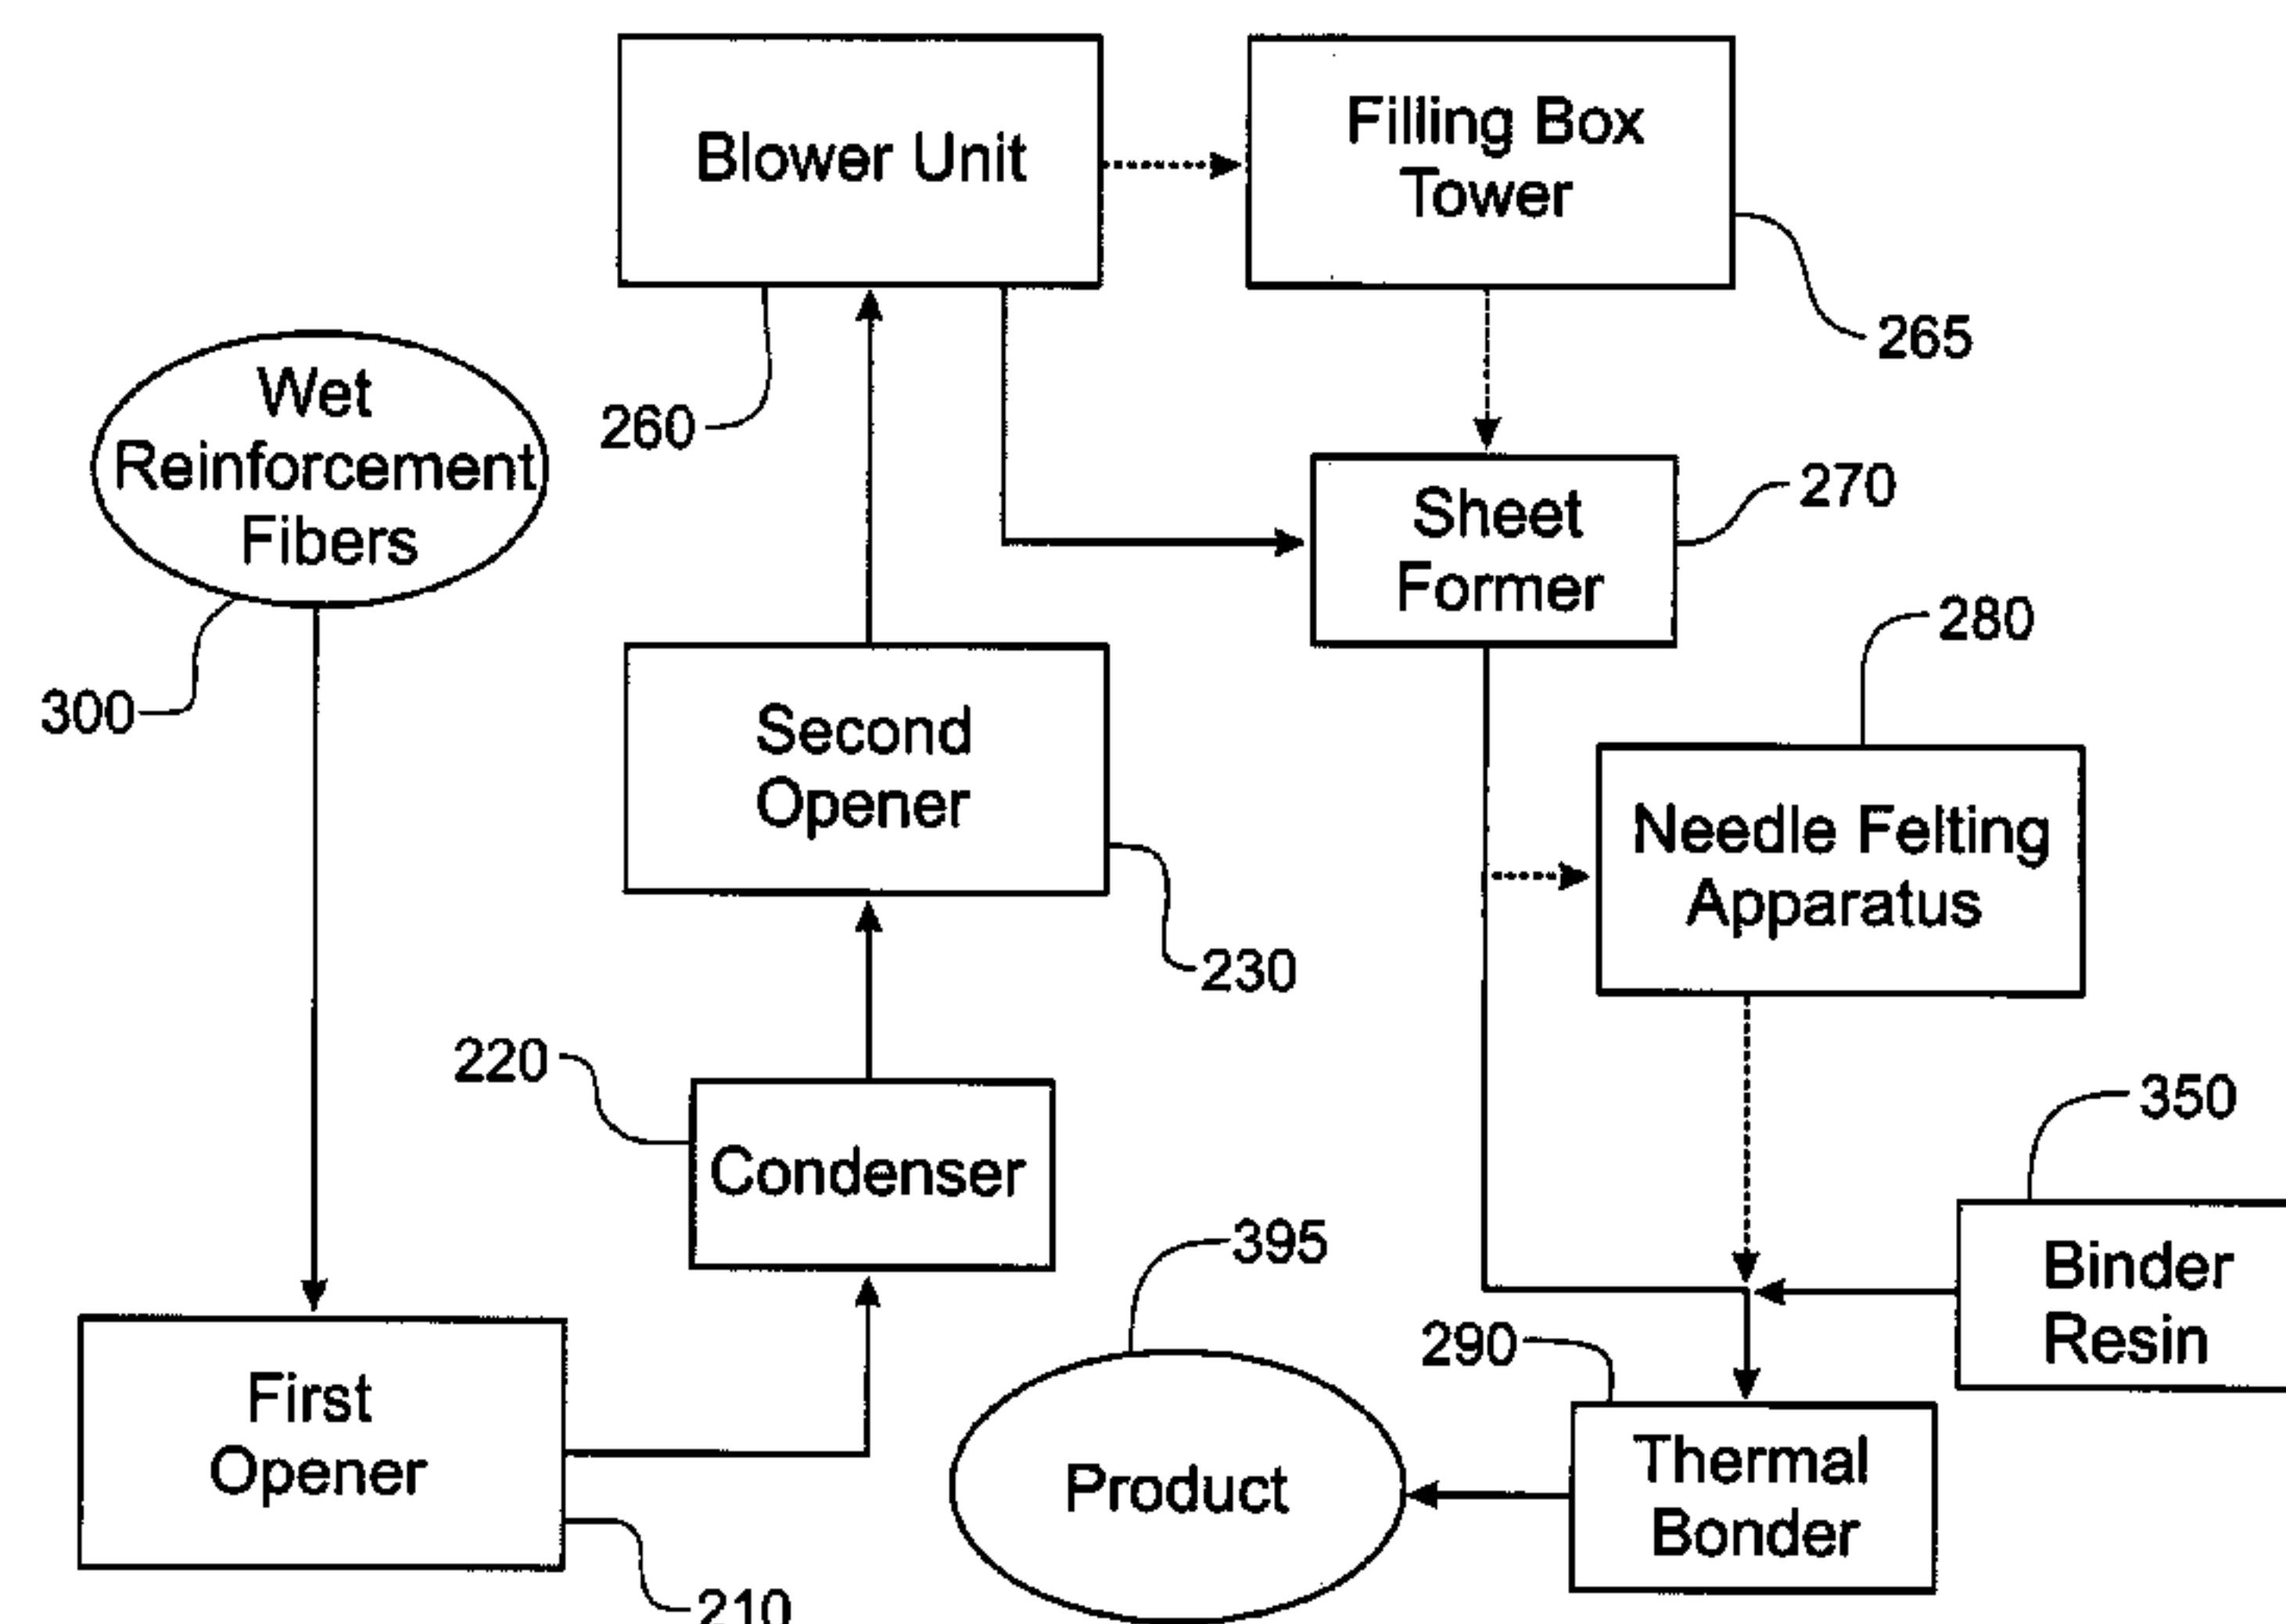 Blower Unit
Filling Box
Tower
265
260
Wet
Reinforcement
Fibers
300
Sheet
Former
270
280
Second
Opener
230
Needle Felting
Apparatus
220
Condenser
350
Binder
Resin
395
290
First
Opener
210
Product
Thermal
Bonder